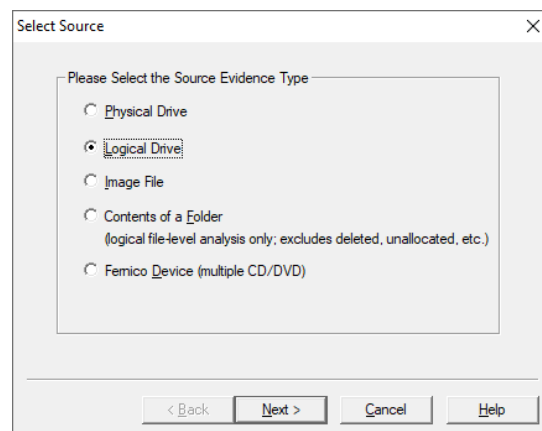 Select Source
Please Select the Source Evidence Type
Physical Drive
Logical Drive
Image File
Contents of a Folder
(logical file-level analysis only; excludes deleted, unallocated, etc.)
Fernico Device (multiple CD/DVD)
< Back
Next >
Cancel
Help